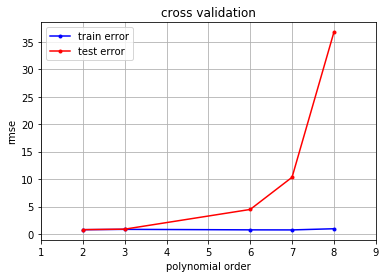 cross validation
train error
test error
35
30
25
20
15
10
5
0
rmse
1 2 3 4 5 6 7 8 9
polynomial order